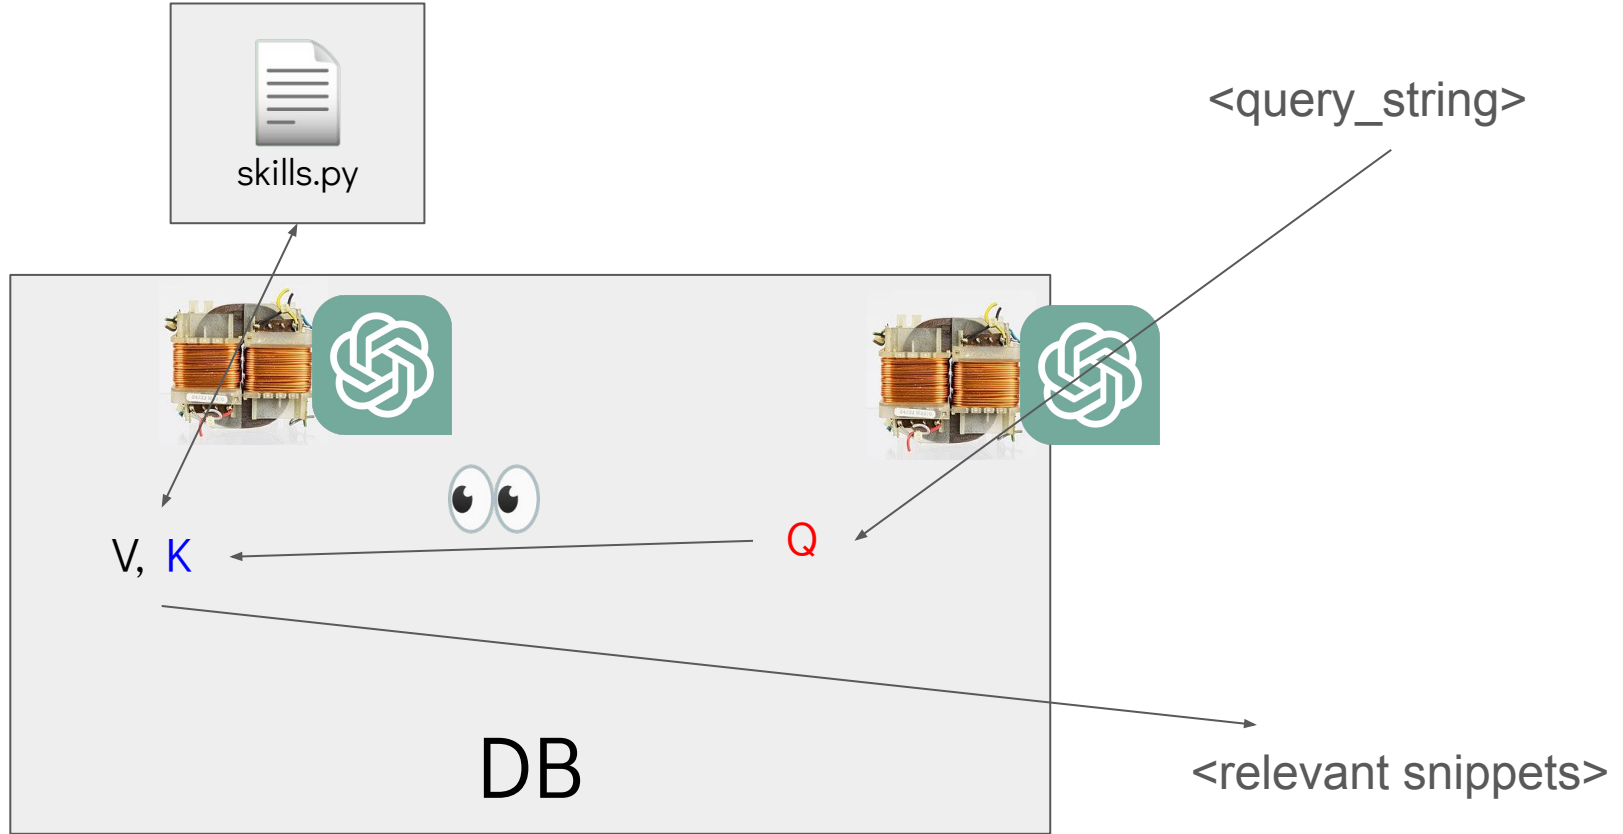 skills.py
<query_string>
V, K
Q
DB
<relevant snippets>